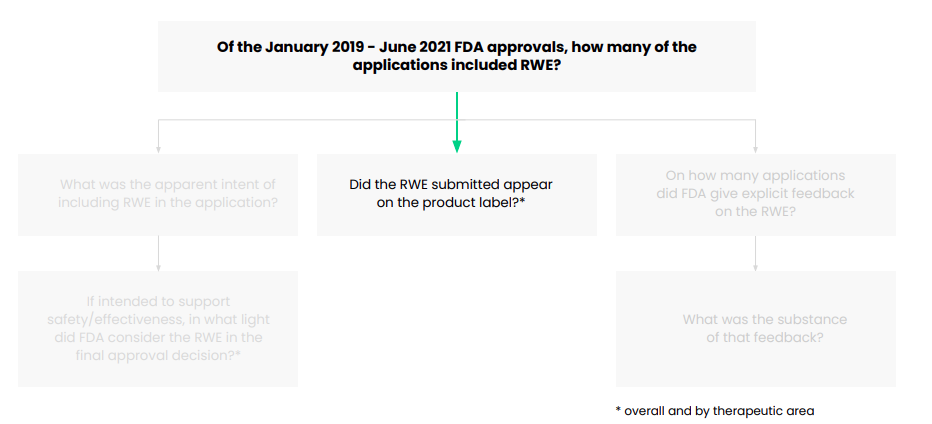 Of the January 2019 - June 2021 FDA approvals, how many of the
applications included RWE?
What was the apparent intent of
including RWE in the application?
Did the RWE submitted appear
on the product label?*
On how many applications
did FDA give explicit feedback
on the RWE?
If intended to support
safety/effectiveness, in what light
did FDA consider the RWE in the
final approval decision?*
What was the substance
of that feedback?
* overall and by therapeutic area